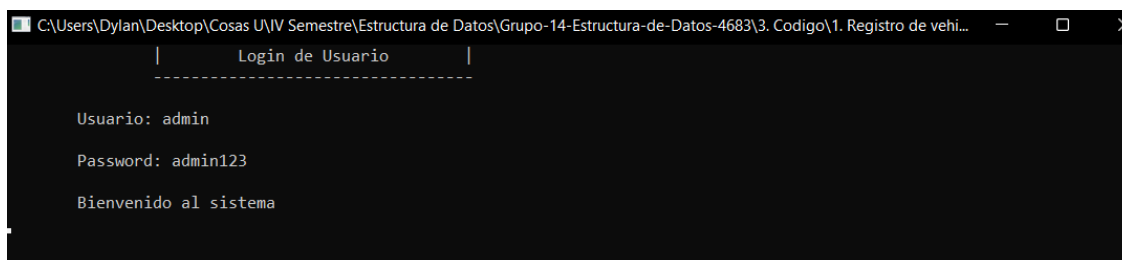 C:\Users\Dylan\Desktop\Cosas U\IV Semestre\Estructura de Datos\Grupo-14-Estructura-de-Datos-4683\3. Codigo\1. Registro de vehi...
| Login de Usuario |
----------------------------------
Usuario: admin
Password: admin123
Bienvenido al sistema